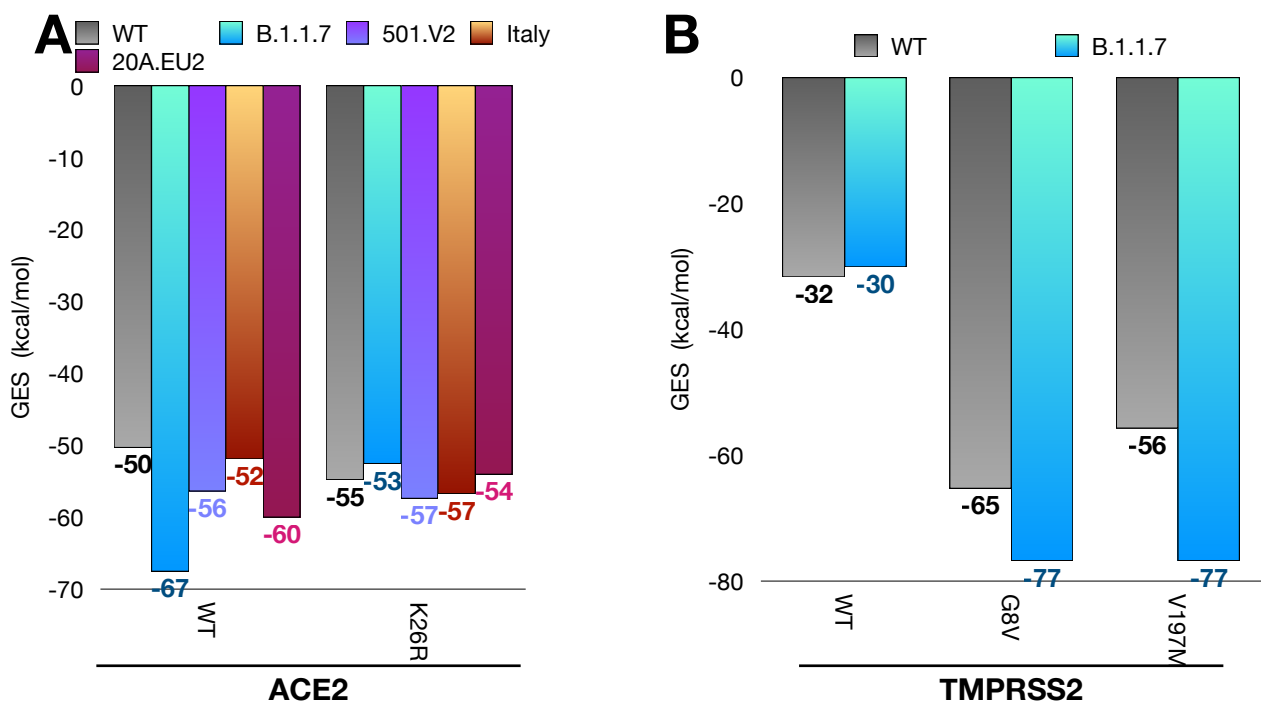 A
WT
B.1.1.7
501.V2
Italy
20A.EU2
GES (kcal/mol)
0
-10
-20
-30
-40
-50
-60
-70
-50
-67
-56
-52
-60
-55
-53
-57
-57
-54
WT
K26R
ACE2
B
WT
B.1.1.7
GES (kcal/mol)
0
-20
-40
-60
-80
-32
-30
-65
-77
-56
-77
WT
G8V
V197M
TMPRSS2